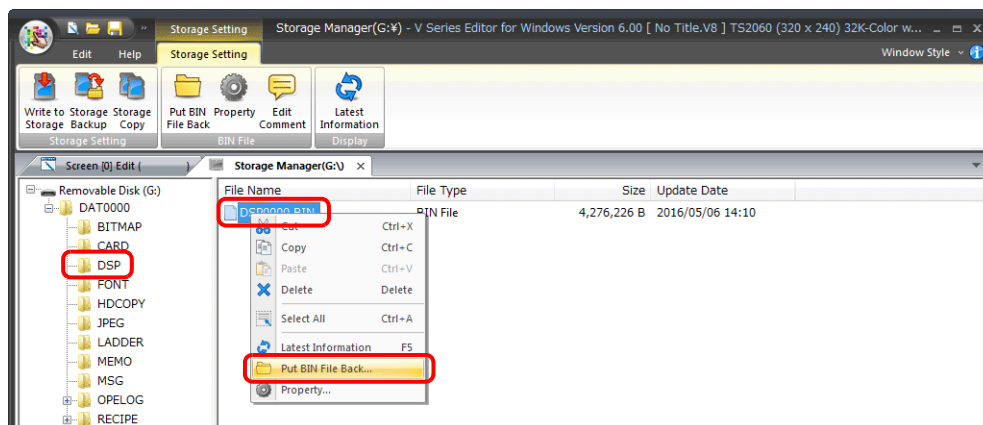 Storage Setting
Storage Manager(G:¥) - V Series Editor for Windows Version 6.00 [ No Title.V8 ] TS2060 (320 x 240) 32K-Color w...
Edit Help Storage Setting
Window Style
Write to Storage
Storage Backup
Storage Copy
Put BIN File Back
Property
Edit Comment
Latest Information
Storage Setting
BIN File
Display
Screen [0] Edit ( )
Storage Manager(G:\)
Removable Disk (G:)
DAT0000
BITMAP
CARD
DSP
FONT
HDCOPY
JPEG
LADDER
MEMO
MSG
OPELOG
RECIPE
File Name File Type Size Update Date
DSP0000.BIN BIN File 4,276,226 B 2016/05/06 14:10
Cut Ctrl+X
Copy Ctrl+C
Paste Ctrl+V
Delete Delete
Select All Ctrl+A
Latest Information F5
Put BIN File Back...
Property...